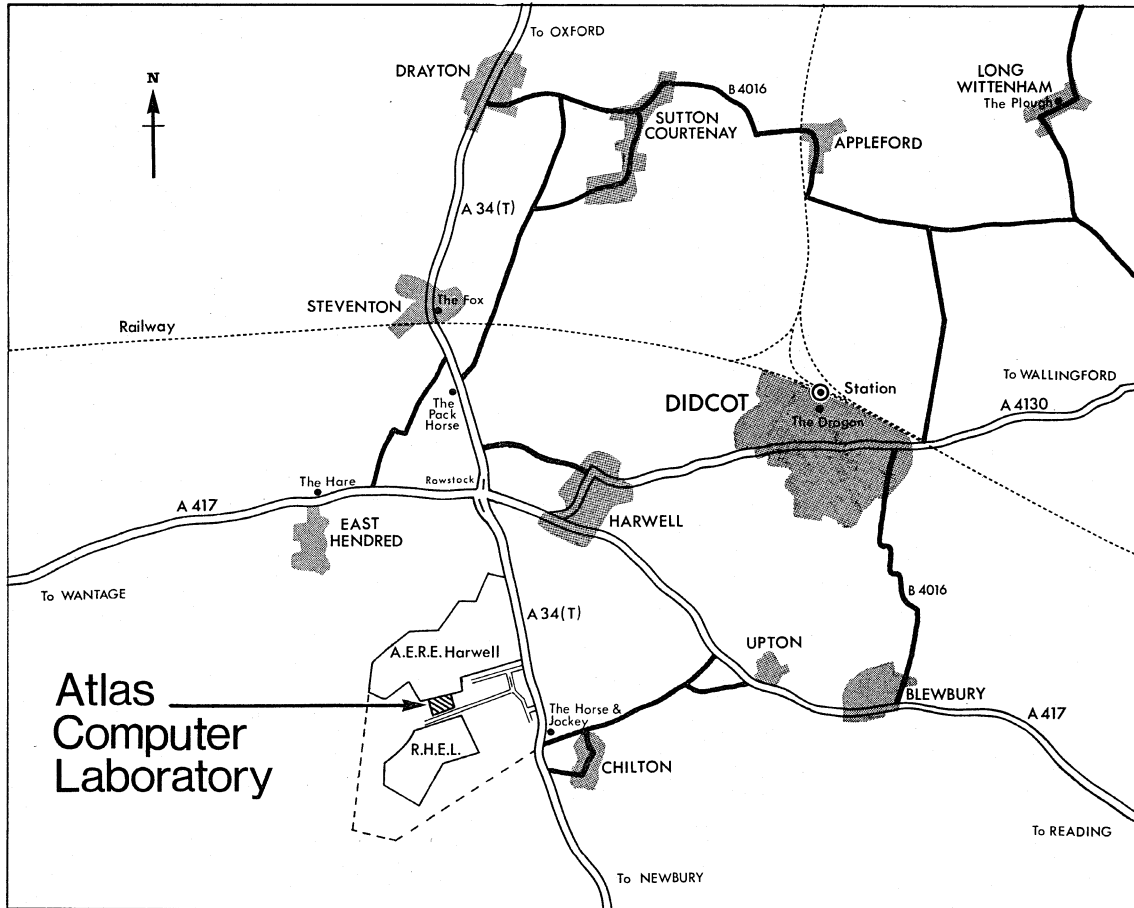 To OXFORD
N
DRAYTON
B 4016
LONG
WITTENHAM
The Plough
SUTTON
COURTENAY
APPLEFORD
A 34(T)
The Fox
STEVENTON
Railway
To WALLINGFORD
Station
DIDCOT
A 4130
The Dragon
The
Pack
Horse
The Hare
Rowstock
A 417
EAST
HENDRED
HARWELL
To WANTAGE
B 4016
A 34(T)
UPTON
A.E.R.E. Harwell
Atlas
Computer
Laboratory
BLEWBURY
The Horse &
Jockey
A 417
R.H.E.L.
CHILTON
To READING
To NEWBURY